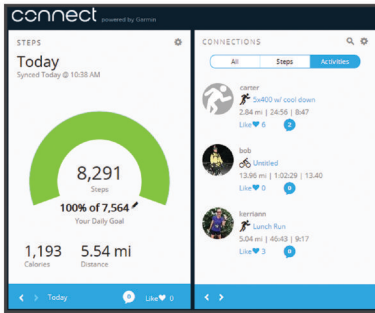 connect powered by Garmin
STEPS
Today
Synced Today @ 10:38 AM
8,291
Steps
100% of 7,564
Your Daily Goal
1,193
Calories
5.54 mi
Distance
Today
0
Like 0
CONNECTIONS
All
Steps
Activities
carter
5x400 w/ cool down
2.84 mi | 24:56 | 8:47
Like 6
2
bob
Untitled
13.96 mi | 1:02:29 | 13.40
Like 0
0
kerriann
Lunch Run
5.04 mi | 46:43 | 9:17
Like 3
0